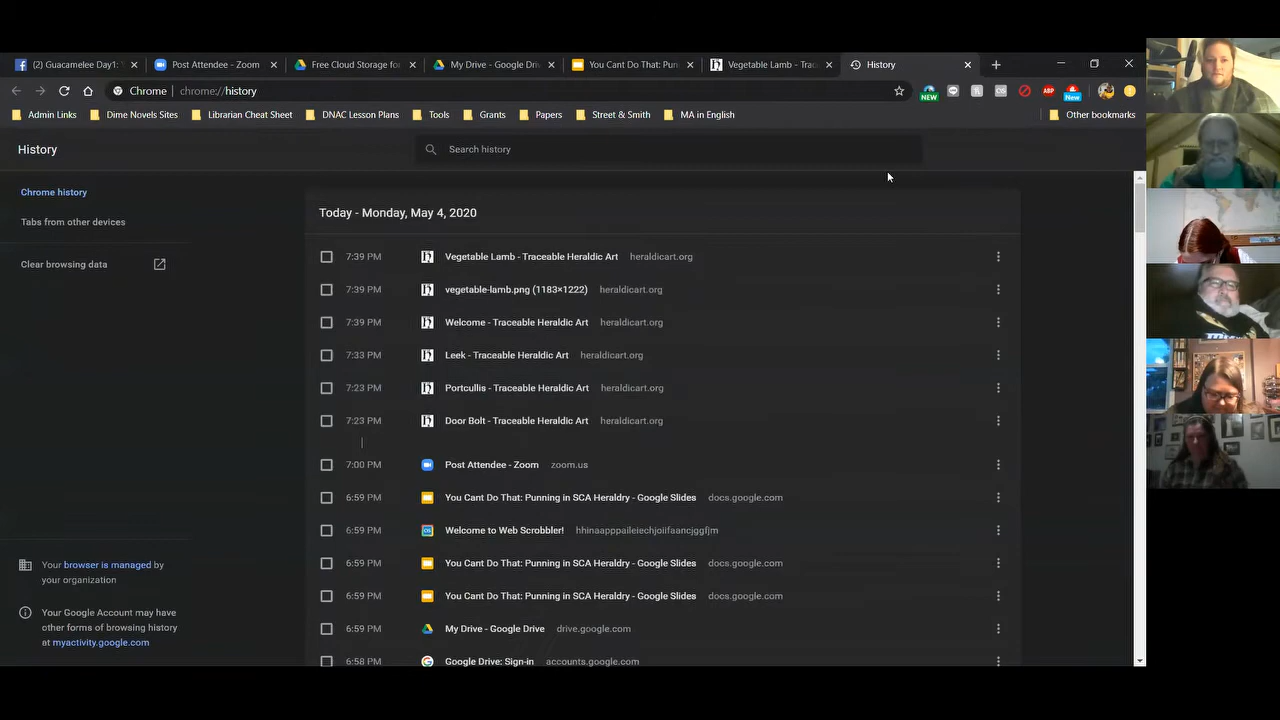 (2) Guacamelee Day1:
Post Attendee - Zoom
Free Cloud Storage fo
My Drive - Google Driv
You Cant Do That: Pun
Vegetable Lamb - Trac
History
Chrome | chrome://history
NEW
ABP
New
Admin Links
Dime Novels Sites
Librarian Cheat Sheet
DNAC Lesson Plans
Tools
Grants
Papers
Street & Smith
MA in English
Other bookmarks
History
Search history
Chrome history
Tabs from other devices
Clear browsing data
Your browser is managed by
your organization
Your Google Account may have
other forms of browsing history
at myactivity.google.com
Today - Monday, May 4, 2020
7:39 PM Vegetable Lamb - Traceable Heraldic Art heraldicart.org
7:39 PM vegetable-lamb.png (1183×1222) heraldicart.org
7:39 PM Welcome - Traceable Heraldic Art heraldicart.org
7:33 PM Leek - Traceable Heraldic Art heraldicart.org
7:23 PM Portcullis - Traceable Heraldic Art heraldicart.org
7:23 PM Door Bolt - Traceable Heraldic Art heraldicart.org
7:00 PM Post Attendee - Zoom zoom.us
6:59 PM You Cant Do That: Punning in SCA Heraldry - Google Slides docs.google.com
6:59 PM Welcome to Web Scrobbler! hhinaapppaileiechjoiifaancjggfjm
6:59 PM You Cant Do That: Punning in SCA Heraldry - Google Slides docs.google.com
6:59 PM You Cant Do That: Punning in SCA Heraldry - Google Slides docs.google.com
6:59 PM My Drive - Google Drive drive.google.com
6:58 PM Google Drive: Sign-in accounts.google.com